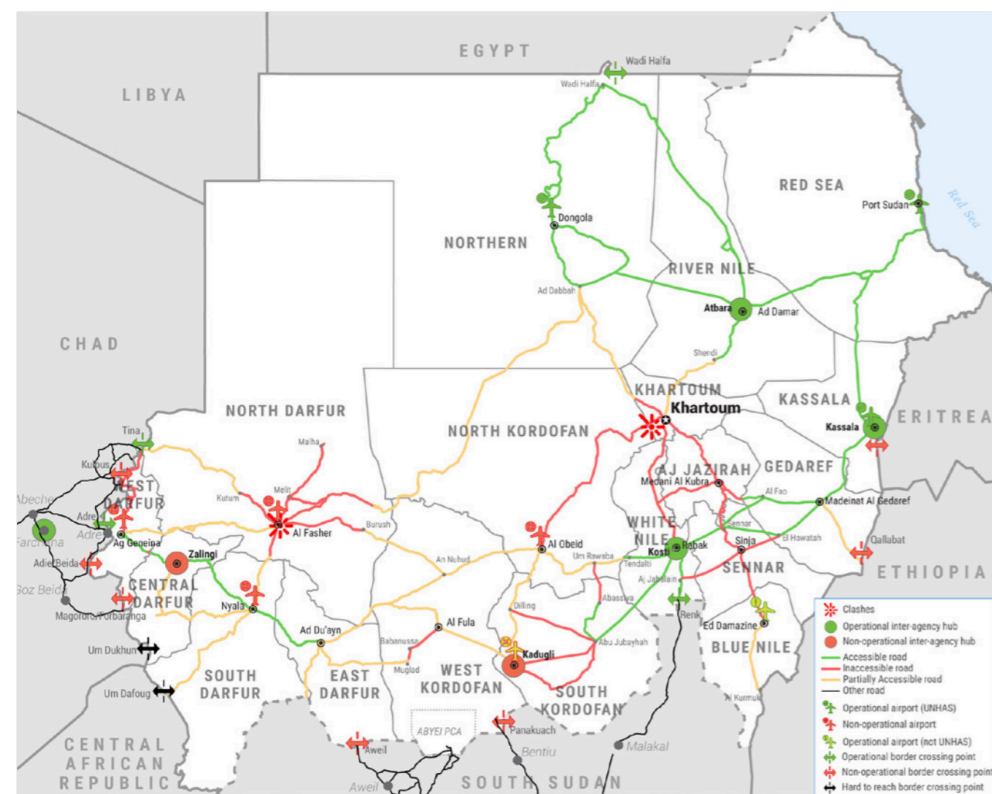 EGYPT
Wadi Halfa
LIBYA
Wadi Halfa
RED SEA
Port Sudan
Red Sea
Dongola
NORTHERN
RIVER NILE
Ad Dabbah
Atbara
Ad Damar
CHAD
Shendi
KHARTOUM
KASSALA
NORTH DARFUR
Khartoum
ERITREA
Kassala
NORTH KORDOFAN
Tina
Malha
Kulbus
AJ JAZIRAH
GEDAREF
WEST
DARFUR
Medani Al Kubra
Abeche
Kutum
Melit
Al Fao
Madeinat Al Gedaref
Adre
Adre
Al Fasher
Burush
WHITE
NILE
Sennar
Farchana
Ag Geneina
Al Obeid
Rabak
El Hawatah
Qallabat
Zalingi
Kosti
Sinja
Adie/Beida
An Nuhud
Um Rawaba
Tendalti
SENNAR
ETHIOPIA
Goz Beida
CENTRAL
DARFUR
Aj Jabalain
Magororo/Forbaranga
Nyala
Dilling
Abassiya
Renk
Ed Damazine
Al Fula
Ad Du'ayn
Babanussa
Abu Jubayhah
BLUE NILE
Um Dukhun
Kadugli
Muglad
SOUTH
DARFUR
EAST
DARFUR
WEST
KORDOFAN
SOUTH
KORDOFAN
Um Dafoug
Al Kurmuk
ABYEI PCA
Panakuach
CENTRAL
AFRICAN
REPUBLIC
Aweil
Bentiu
Malakal
Aweil
SOUTH SUDAN
Clashes
Operational inter-agency hub
Non-operational inter-agency hub
Accessible road
Inaccessible road
Partially Accessible road
Other road
Operational airport (UNHAS)
Non-operational airport
Operational airport (nct UNHAS)
Operational border crossing point
Non-operational border crossing point
Hard to reach border crossing point